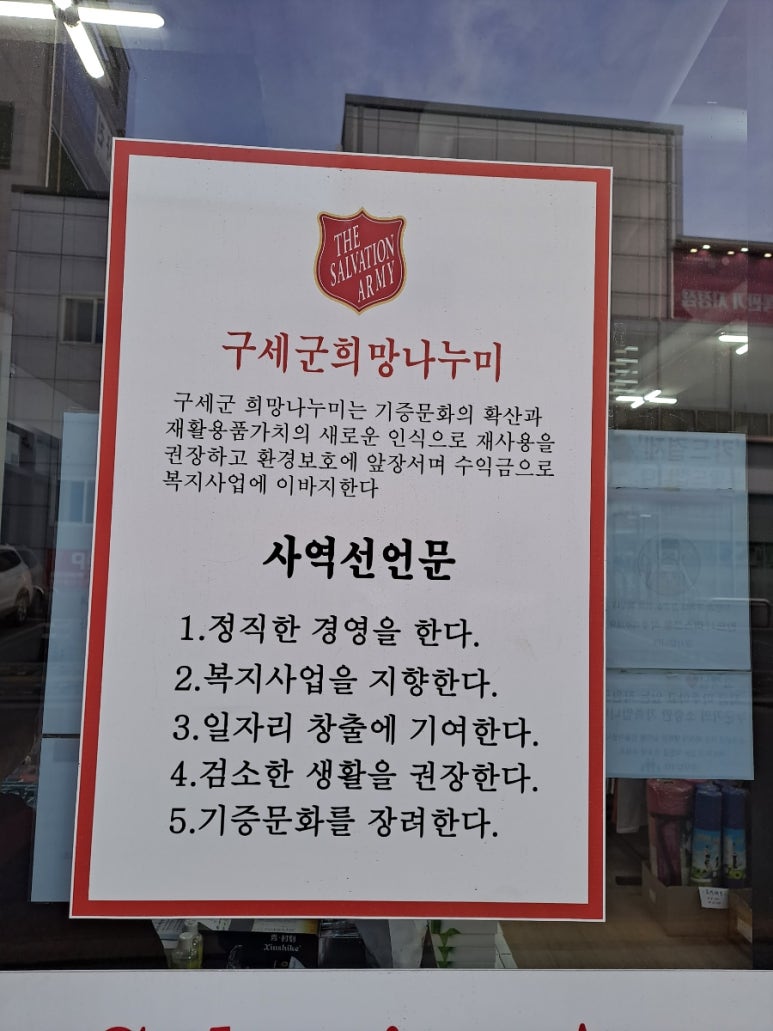 THE
SALVATION
ARMY
구세군희망나누미
구세군 희망나누미는 기증문화의 확산과
재활용품가치의 새로운 인식으로 재사용을
권장하고 환경보호에 앞장서며 수익금으로
복지사업에 이바지한다
사역선언문
1.정직한 경영을 한다.
2.복지사업을 지향한다.
3.일자리 창출에 기여한다.
4.검소한 생활을 권장한다.
5.기증문화를 장려한다.
Xinshike